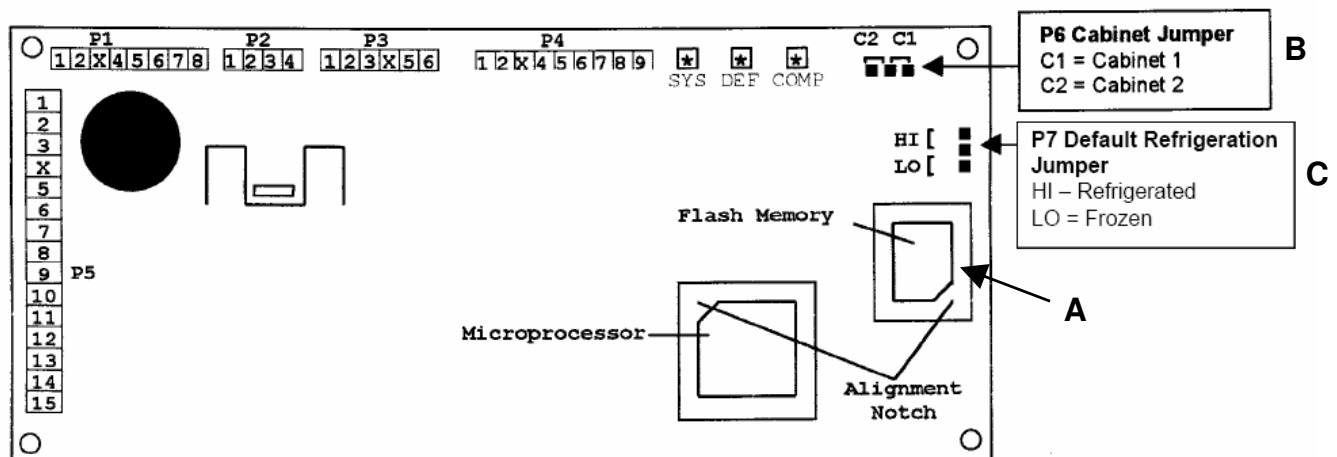 P1 P2 P3 P4
1 2 X 4 5 6 7 8
1 2 3 4
1 2 3 X 5 6
1 2 X 4 5 6 7 8 9
* * *
SYS DEF COMP
C2 C1
P6 Cabinet Jumper
C1 = Cabinet 1
C2 = Cabinet 2
B
HI [
LO [
P7 Default Refrigeration
Jumper
HI – Refrigerated
LO = Frozen
C
1
2
3
X
5
6
7
8
9
10
11
12
13
14
15
P5
Flash Memory
A
Microprocessor
Alignment
Notch